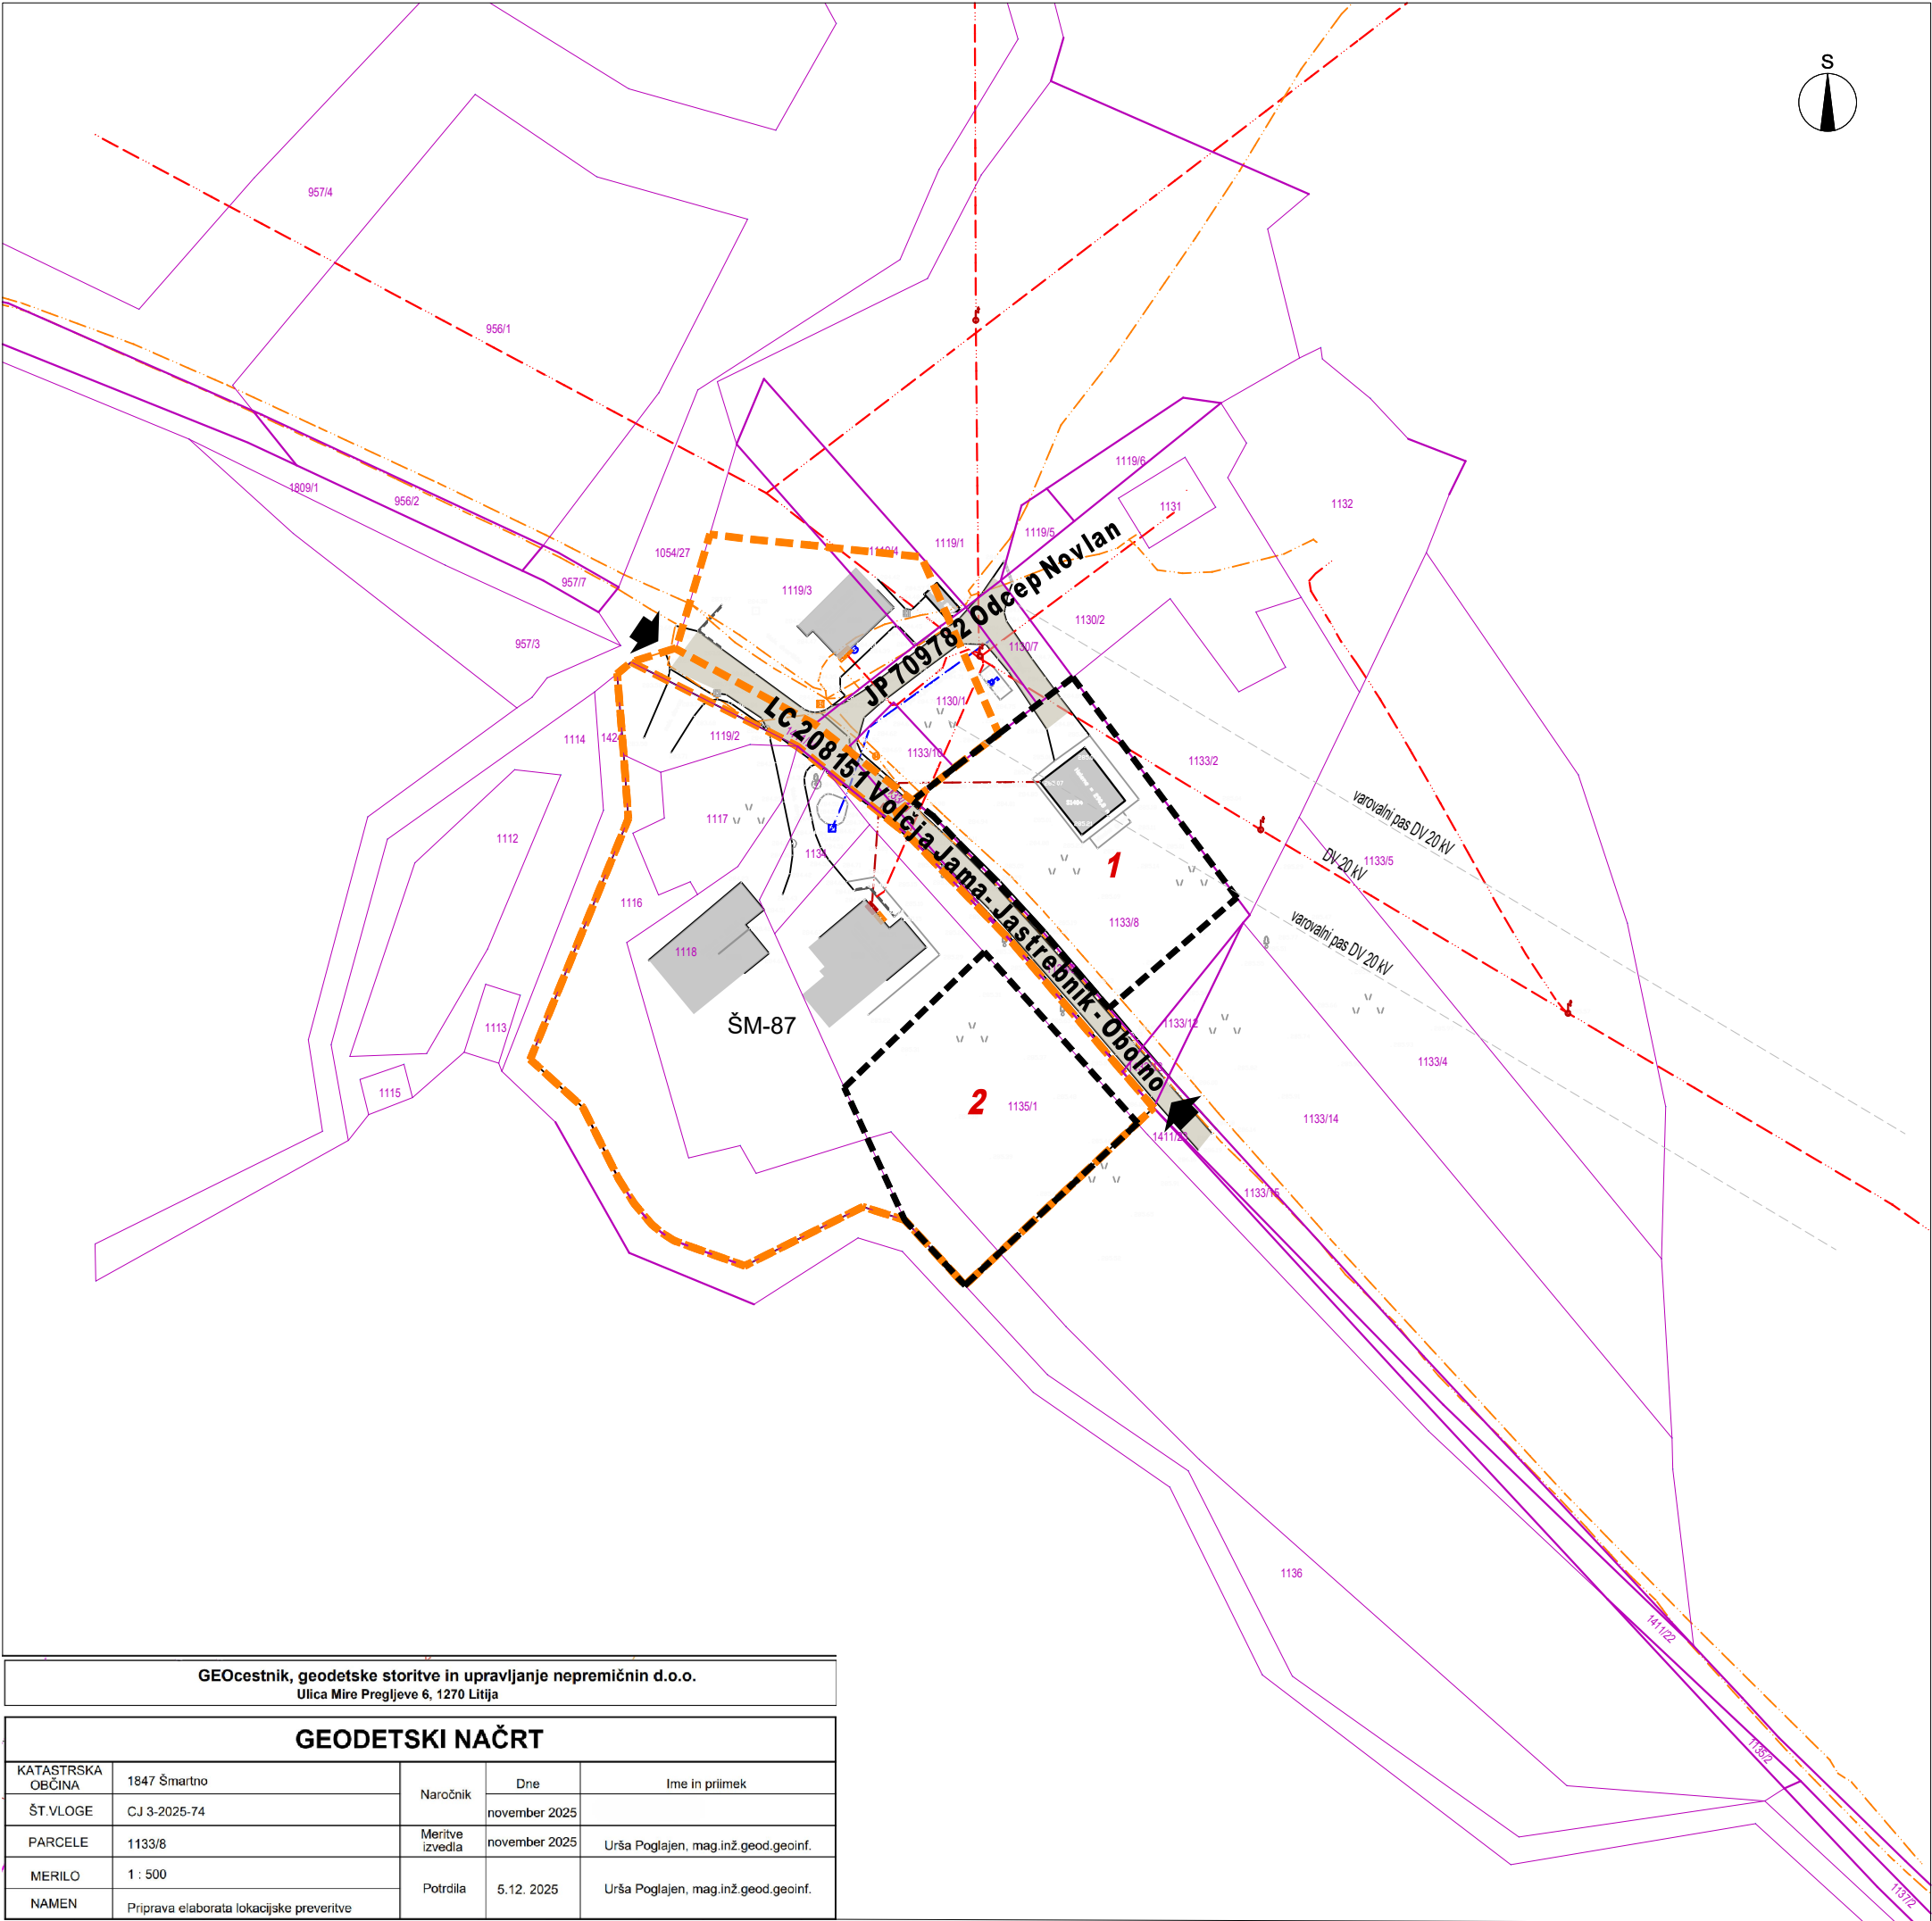 S
957/4
956/1
1809/1
956/2
957/7
957/3
1054/27
1119/3
1119/4
1119/1
1119/5
1119/6
1131
1132
JP 709782 Odcep Novlan
1130/2
1130/7
1130/1
1133/10
1133/2
1114
1119/2
LC 208151 Volčja Jama - Jastrebnik - Obolno
1117
1134
1112
1116
1118
1113
1115
ŠM-87
1
1133/8
varovalni pas DV 20 kV
DV 20 kV
1133/5
varovalni pas DV 20 kV
1133/12
1133/4
1133/14
2
1135/1
1133/15
1136
1411/22
1135/2
1137/2
GEOcestnik, geodetske storitve in upravljanje nepremičnin d.o.o.
Ulica Mire Pregljeve 6, 1270 Litija
GEODETSKI NAČRT
KATASTRSKA OBČINA
1847 Šmartno
Naročnik
Dne
Ime in priimek
ŠT.VLOGE
CJ 3-2025-74
november 2025
PARCELE
1133/8
Meritve izvedla
november 2025
Urša Poglajen, mag.inž.geod.geoinf.
MERILO
1 : 500
Potrdila
5.12. 2025
Urša Poglajen, mag.inž.geod.geoinf.
NAMEN
Priprava elaborata lokacijske preveritve